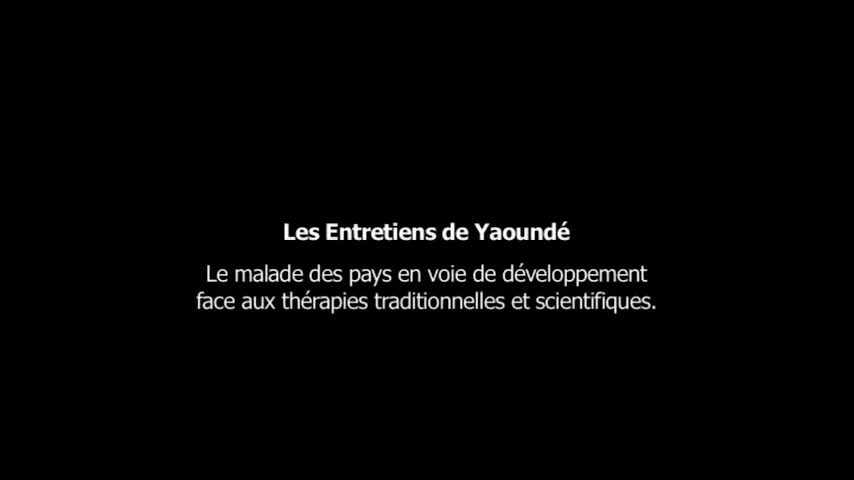 Les Entretiens de Yaoundé
Le malade des pays en voie de développement
face aux thérapies traditionnelles et scientifiques.